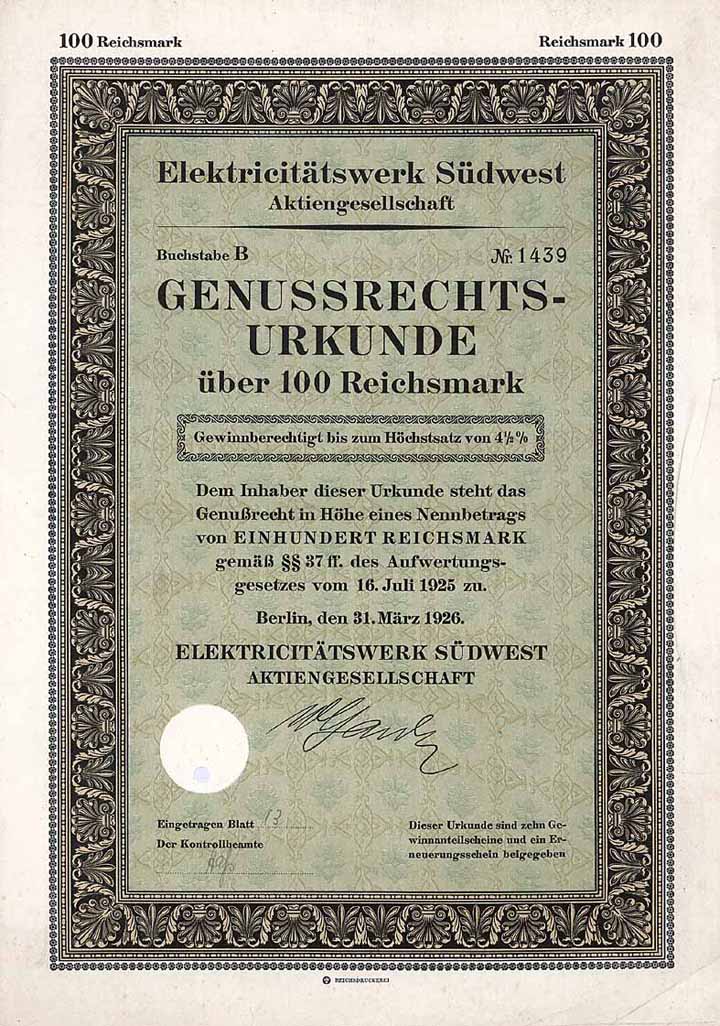 100 Reichsmark
Reichsmark 100
Elektricitätswerk Südwest
Aktiengesellschaft
Buchstabe B
Nr. 1439
GENUSSRECHTS-
URKUNDE
über 100 Reichsmark
Gewinnberechtigt bis zum Höchstsatz von 4½%
Dem Inhaber dieser Urkunde steht das
Genußrecht in Höhe eines Nennbetrags
von EINHUNDERT REICHSMARK
gemäß §§ 37 ff. des Aufwertungs-
gesetzes vom 16. Juli 1925 zu.
Berlin, den 31. März 1926.
ELEKTRICITÄTSWERK SÜDWEST
AKTIENGESELLSCHAFT
Eingetragen Blatt 13
Der Kontrollbeamte
Dieser Urkunde sind zehn Ge-
winnanteilscheine und ein Er-
neuerungsschein beigegeben
REICHSDRUCKEREI